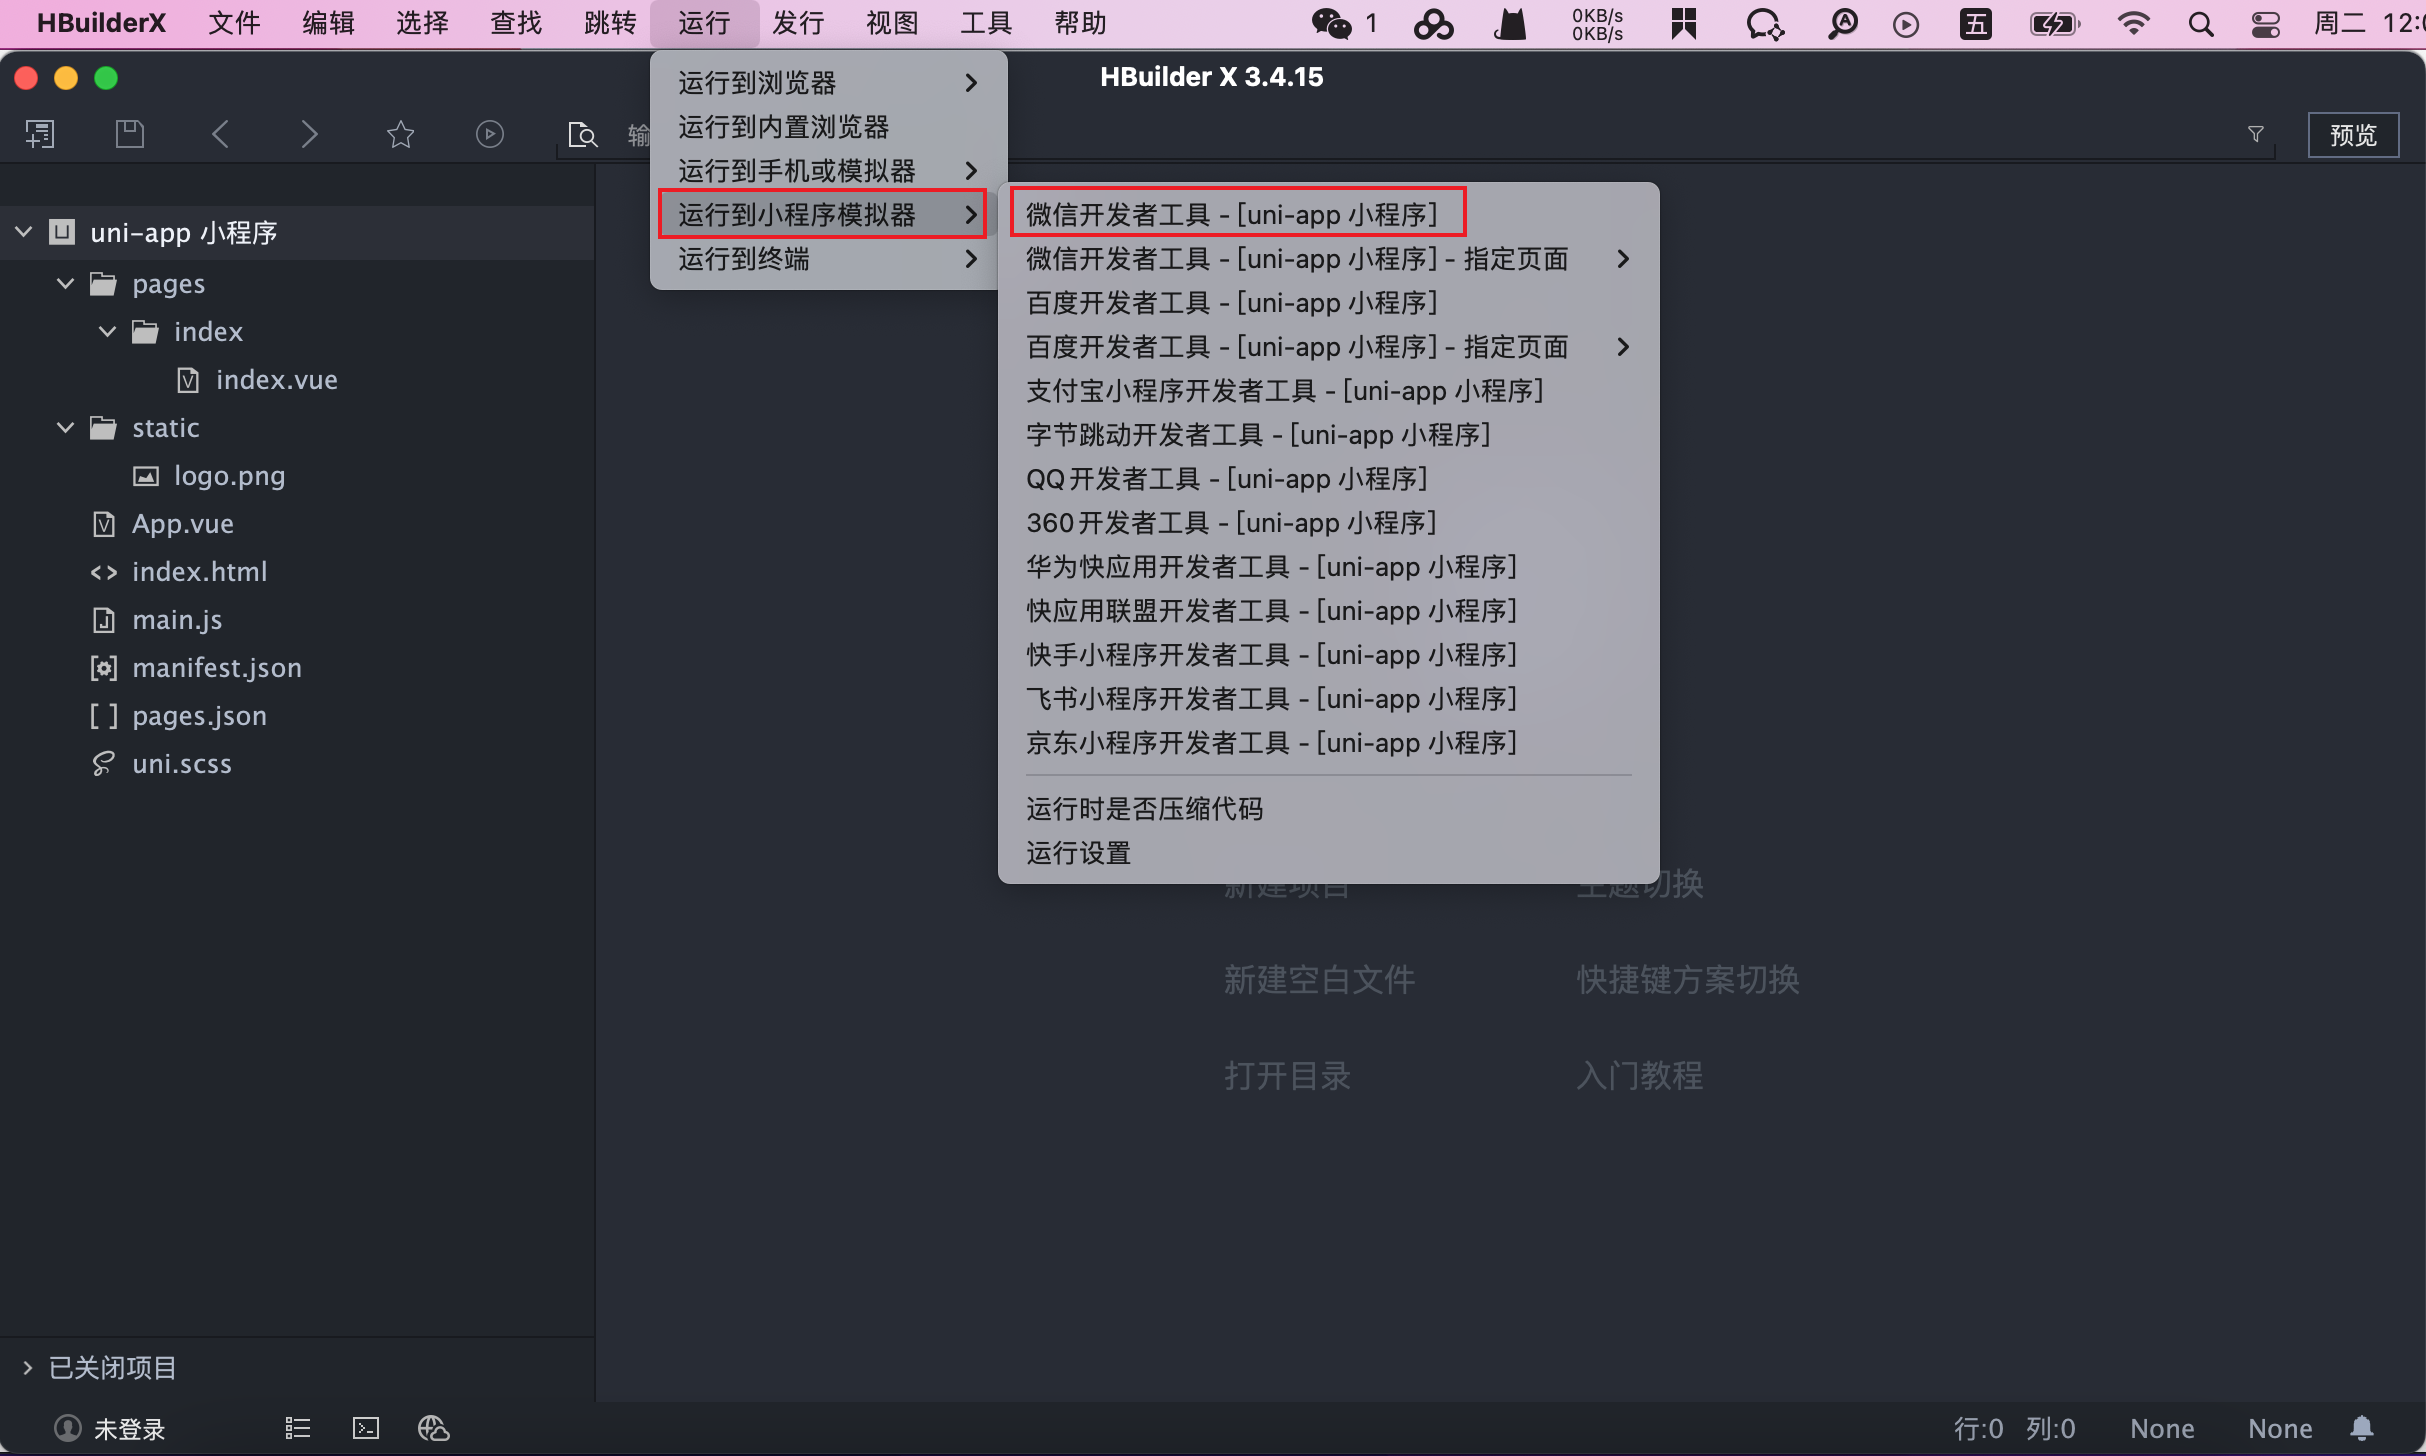 HBuilderX 文件 编辑 选择 查找 跳转 运行 发行 视图 工具 帮助 1 0KB/s 0KB/s 五 周二
HBuilder X 3.4.15
预览
运行到浏览器
运行到内置浏览器
运行到手机或模拟器
运行到小程序模拟器
运行到终端
微信开发者工具 - [uni-app 小程序]
微信开发者工具 - [uni-app 小程序] - 指定页面
百度开发者工具 - [uni-app 小程序]
百度开发者工具 - [uni-app 小程序] - 指定页面
支付宝小程序开发者工具 - [uni-app 小程序]
字节跳动开发者工具 - [uni-app 小程序]
QQ开发者工具 - [uni-app 小程序]
360开发者工具 - [uni-app 小程序]
华为快应用开发者工具 - [uni-app 小程序]
快应用联盟开发者工具 - [uni-app 小程序]
快手小程序开发者工具 - [uni-app 小程序]
飞书小程序开发者工具 - [uni-app 小程序]
京东小程序开发者工具 - [uni-app 小程序]
运行时是否压缩代码
运行设置
uni-app 小程序
pages
index
index.vue
static
logo.png
App.vue
index.html
main.js
manifest.json
pages.json
uni.scss
新建项目 主题切换
新建空白文件 快捷键方案切换
打开目录 入门教程
已关闭项目
未登录 行:0 列:0 None None